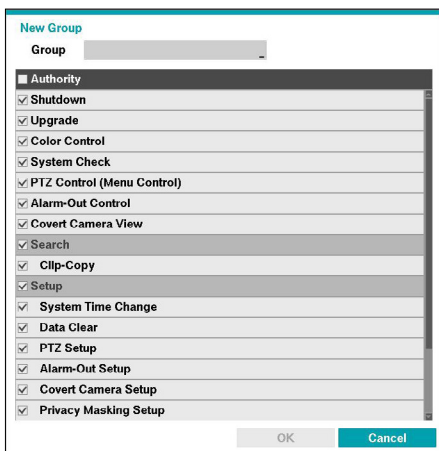 New Group
Group
Authority
Shutdown
Upgrade
Color Control
System Check
PTZ Control (Menu Control)
Alarm-Out Control
Covert Camera View
Search
Clip-Copy
Setup
System Time Change
Data Clear
PTZ Setup
Alarm-Out Setup
Covert Camera Setup
Privacy Masking Setup
OK Cancel